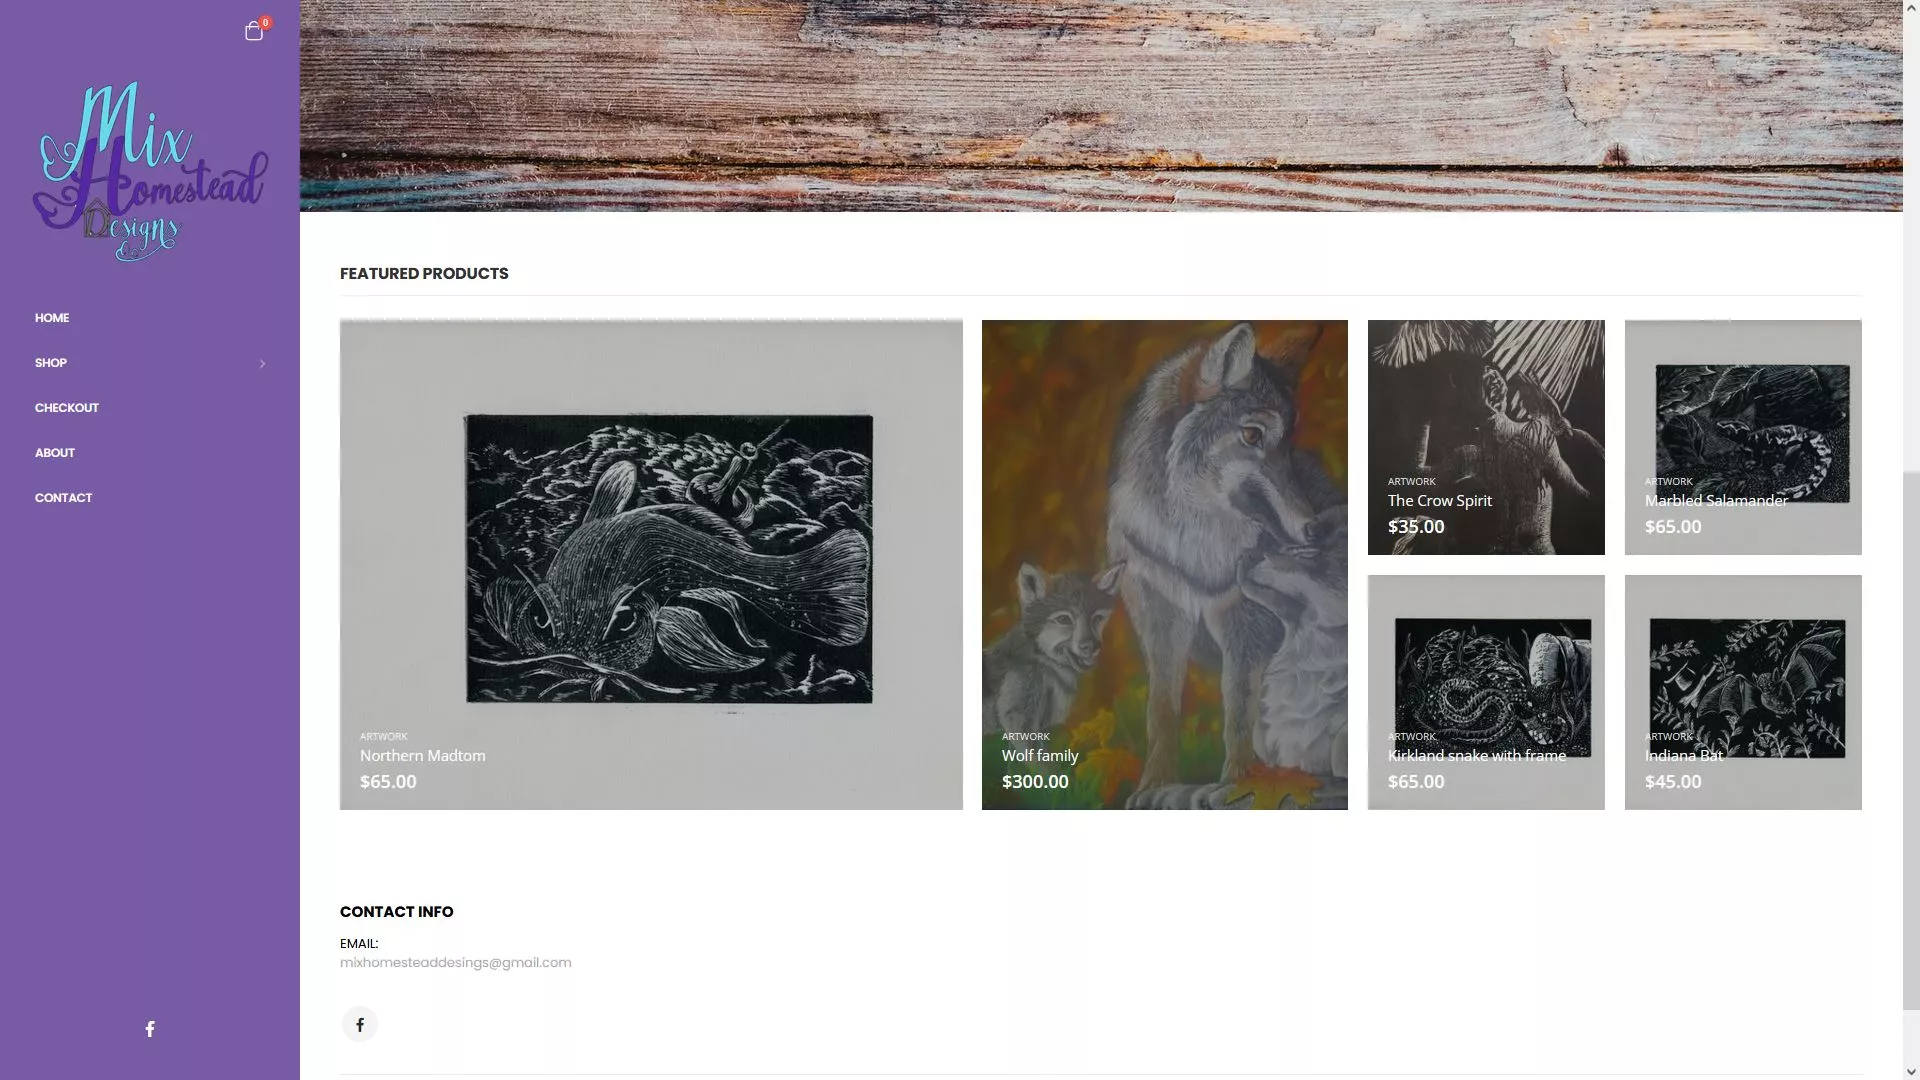 0
Mix
Homestead
Designs
HOME
SHOP
CHECKOUT
ABOUT
CONTACT
FEATURED PRODUCTS
ARTWORK
Northern Madtom
$65.00
ARTWORK
Wolf family
$300.00
ARTWORK
The Crow Spirit
$35.00
ARTWORK
Marbled Salamander
$65.00
ARTWORK
Kirkland snake with frame
$65.00
ARTWORK
Indiana Bat
$45.00
CONTACT INFO
EMAIL:
mixhomesteaddesings@gmail.com